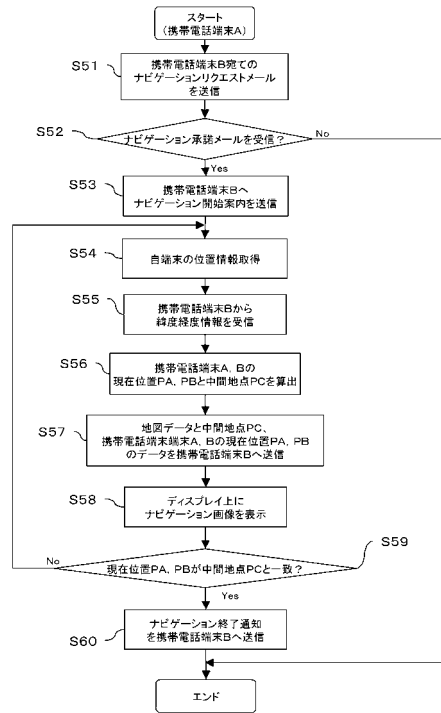 スタート
(携帯電話端末A)
S51
携帯電話端末B宛ての
ナビゲーションリクエストメール
を送信
S52
ナビゲーション承諾メールを受信?
No
Yes
S53
携帯電話端末Bへ
ナビゲーション開始案内を送信
S54
自端末の位置情報取得
S55
携帯電話端末Bから
緯度経度情報を受信
S56
携帯電話端末A、Bの
現在位置PA、PBと中間地点PCを算出
S57
地図データと中間地点PC、
携帯電話端末端末A、Bの現在位置PA、PB
のデータを携帯電話端末Bへ送信
S58
ディスプレイ上に
ナビゲーション画像を表示
S59
No
現在位置PA、PBが中間地点PCと一致?
Yes
S60
ナビゲーション終了通知
を携帯電話端末Bへ送信
エンド